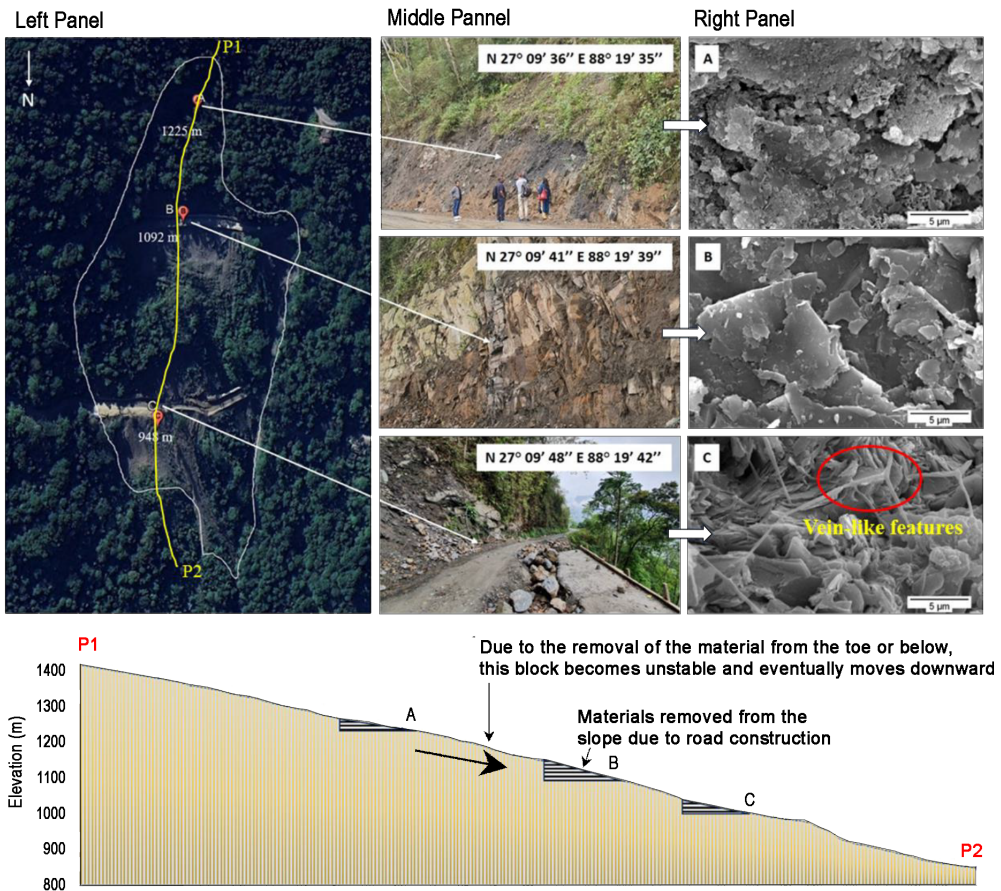 Left Panel
Middle Pannel
Right Panel
N
P1
1225 m
B
1092 m
C
948 m
P2
N 27° 09′ 36″ E 88° 19′ 35″
N 27° 09′ 41″ E 88° 19′ 39″
N 27° 09′ 48″ E 88° 19′ 42″
A
5 µm
B
5 µm
C
Vein-like features
5 µm
P1
Due to the removal of the material from the toe or below,
this block becomes unstable and eventually moves downward
Materials removed from the
slope due to road construction
A
B
C
P2
Elevation (m)
1400
1300
1200
1100
1000
900
800